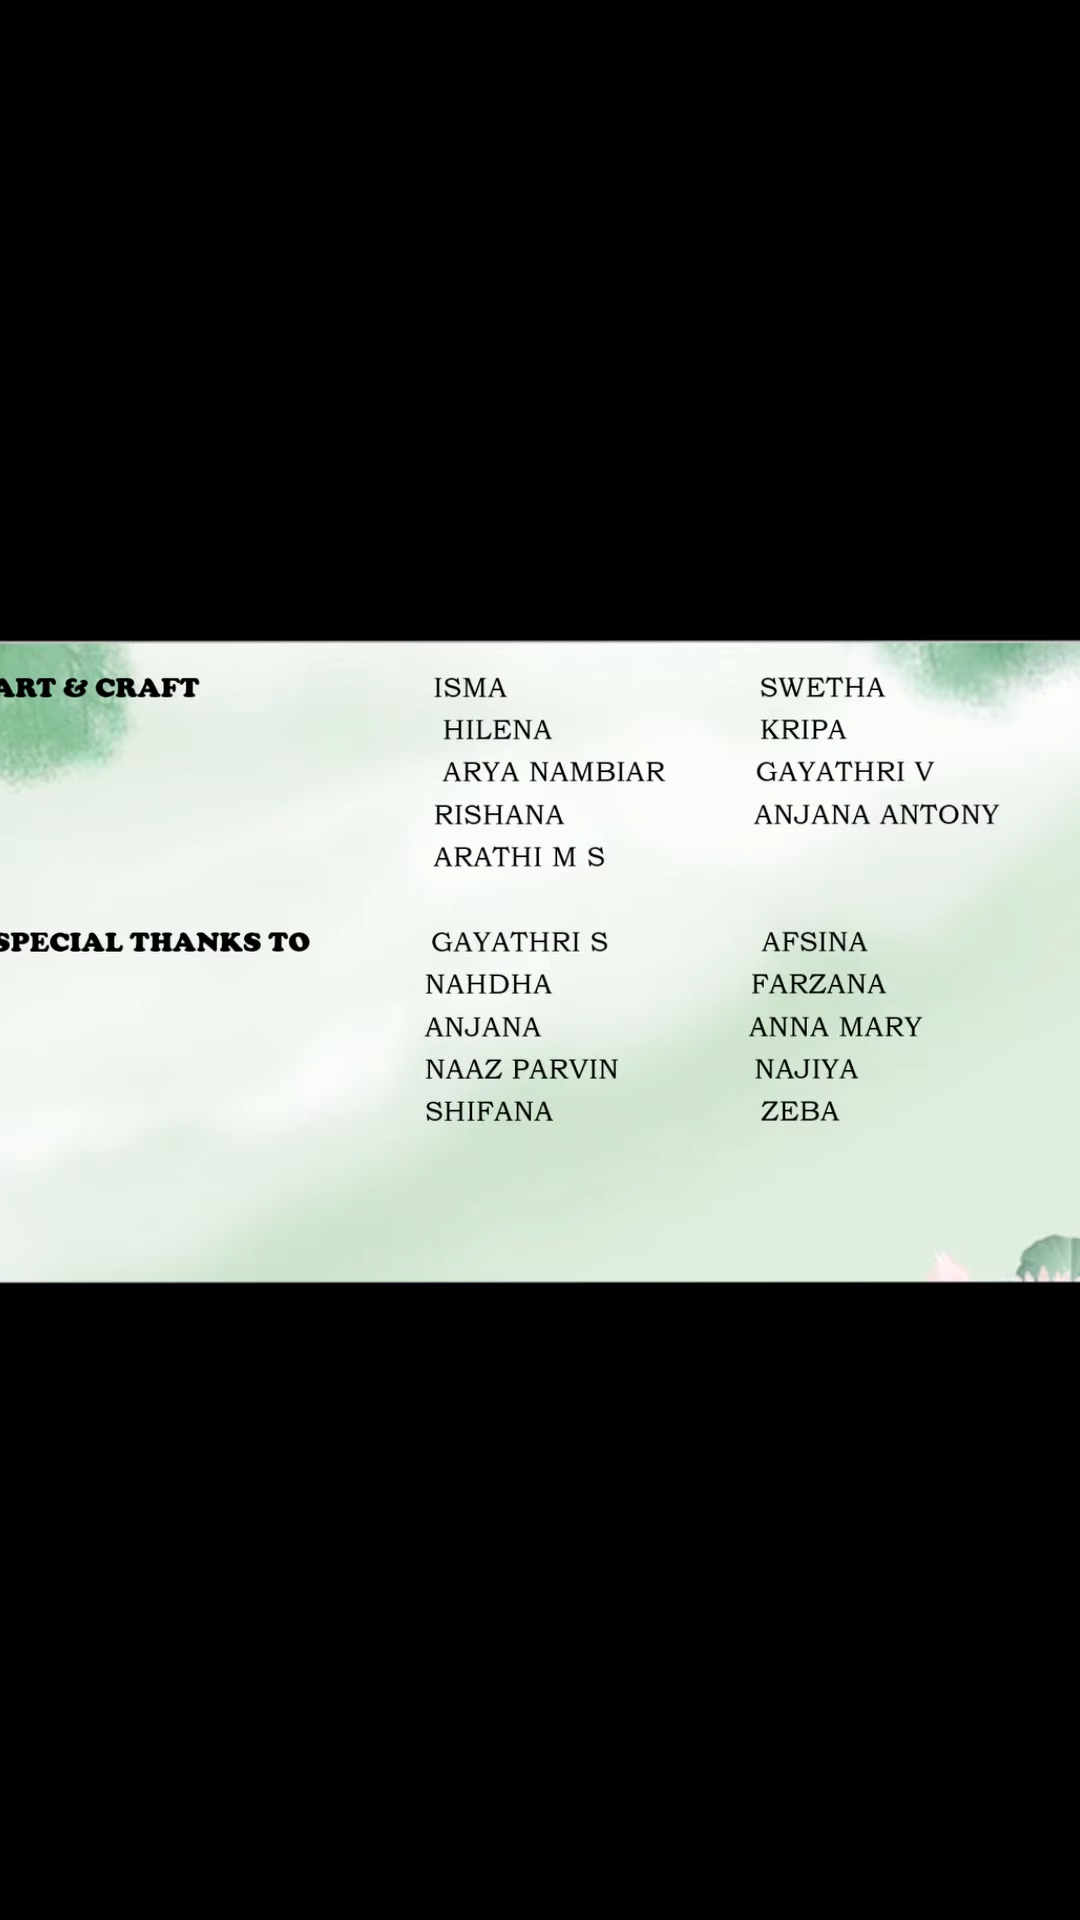 ART & CRAFT ISMA SWETHA
HILENA KRIPA
ARYA NAMBIAR GAYATHRI V
RISHANA ANJANA ANTONY
ARATHI M S
SPECIAL THANKS TO GAYATHRI S AFSINA
NAHDHA FARZANA
ANJANA ANNA MARY
NAAZ PARVIN NAJIYA
SHIFANA ZEBA